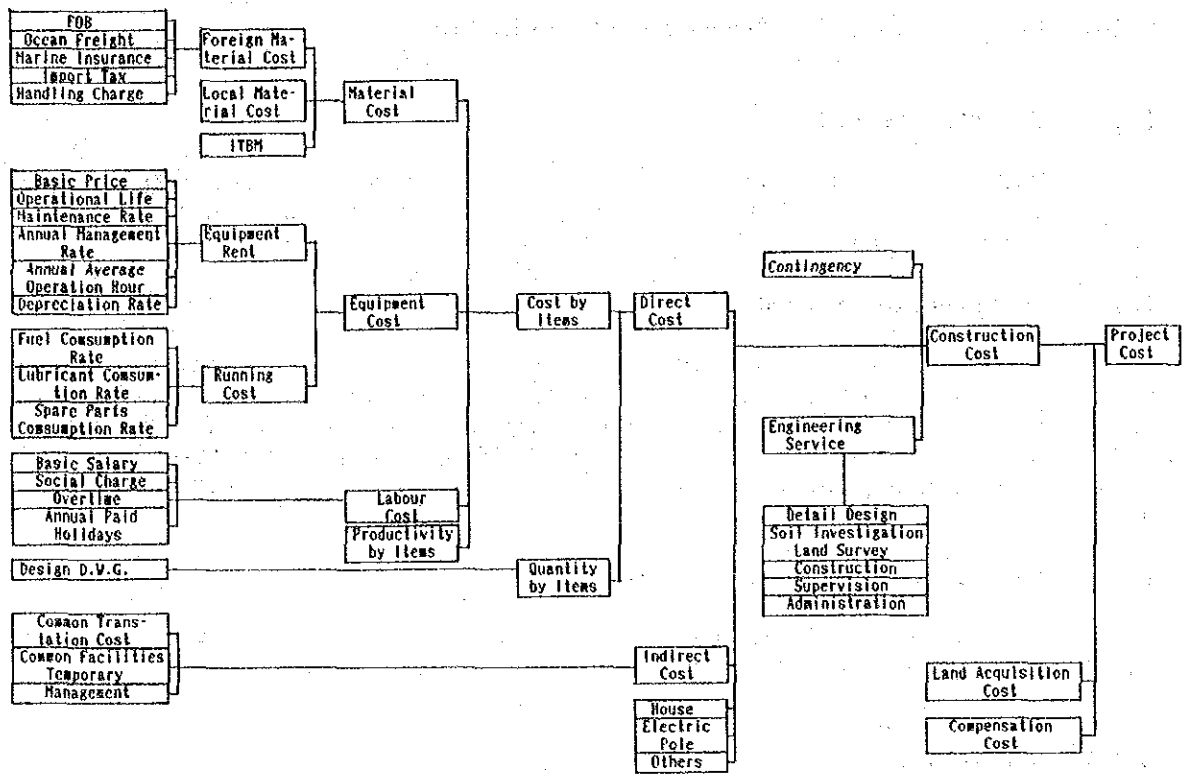 FOB
Ocean Freight
Marine Insurance
Import Tax
Handling Charge
Foreign Ma-
terial Cost
Local Mate-
rial Cost
ITBM
Material
Cost
Basic Price
Operational Life
Maintenance Rate
Annual Management
Rate
Annual Average
Operation Hour
Depreciation Rate
Equipment
Rent
Fuel Comsumption
Rate
Lubricant Comsum-
tion Rate
Spare Parts
Comsumption Rate
Running
Cost
Equipment
Cost
Basic Salary
Social Charge
Overtime
Annual Paid
Holidays
Labour
Cost
Productivity
by Items
Design D.W.G.
Cost by
Items
Quantity
by Items
Direct
Cost
Common Trans-
lation Cost
Common Facilities
Temporary
Management
Indirect
Cost
House
Electric
Pole
Others
Contingency
Engineering
Service
Detail Design
Soil Investigation
Land Survey
Construction
Supervision
Administration
Construction
Cost
Land Acquisition
Cost
Compensation
Cost
Project
Cost